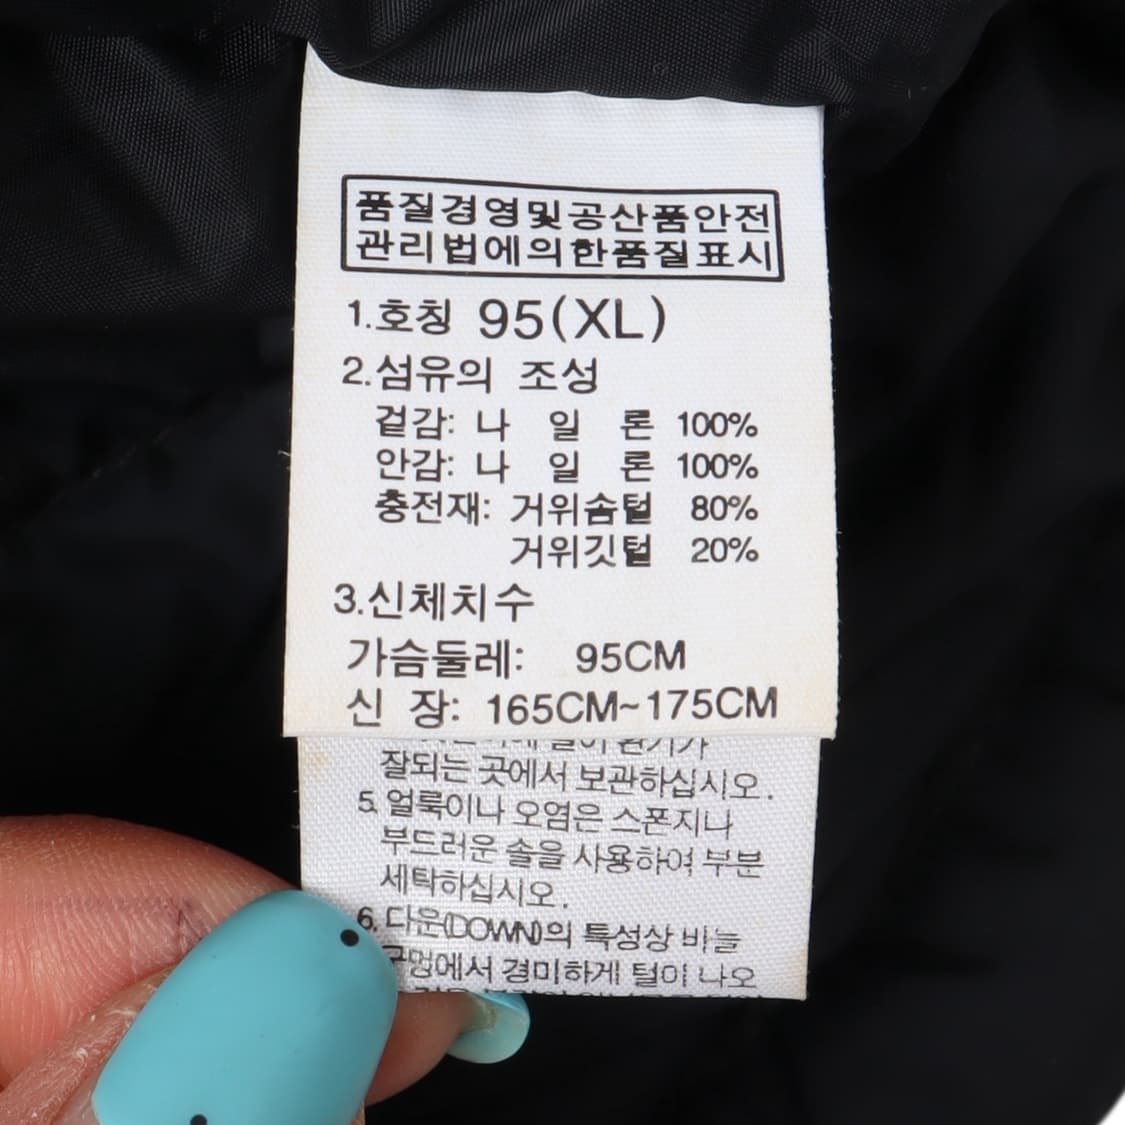 품질경영및공산품안전
관리법에의한품질표시
1.호칭 95(XL)
2.섬유의 조성
겉감: 나 일 론 100%
안감: 나 일 론 100%
충전재: 거위솜털 80%
거위깃털 20%
3.신체치수
가슴둘레: 95CM
신 장: 165CM~175CM
잘되는 곳에서 보관하십시오.
5. 얼룩이나 오염은 스폰지나
부드러운 솔을 사용하여 부분
세탁하십시오.
6. 다운(DOWN)의 특성상 바늘
구멍에서 경미하게 털이 나오